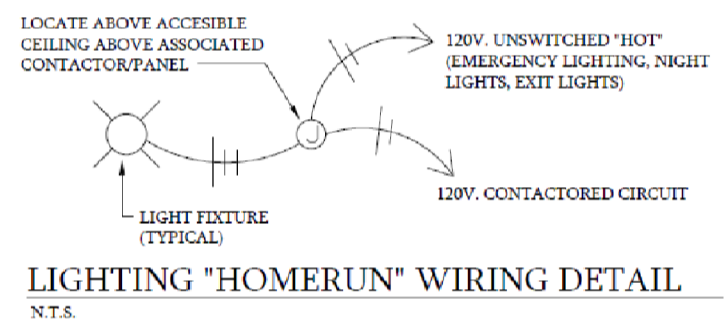 LOCATE ABOVE ACCESIBLE
CEILING ABOVE ASSOCIATED
CONTACTOR/PANEL
120V. UNSWITCHED "HOT"
(EMERGENCY LIGHTING, NIGHT
LIGHTS, EXIT LIGHTS)
J
120V. CONTACTORED CIRCUIT
LIGHT FIXTURE
(TYPICAL)
LIGHTING "HOMERUN" WIRING DETAIL
N.T.S.